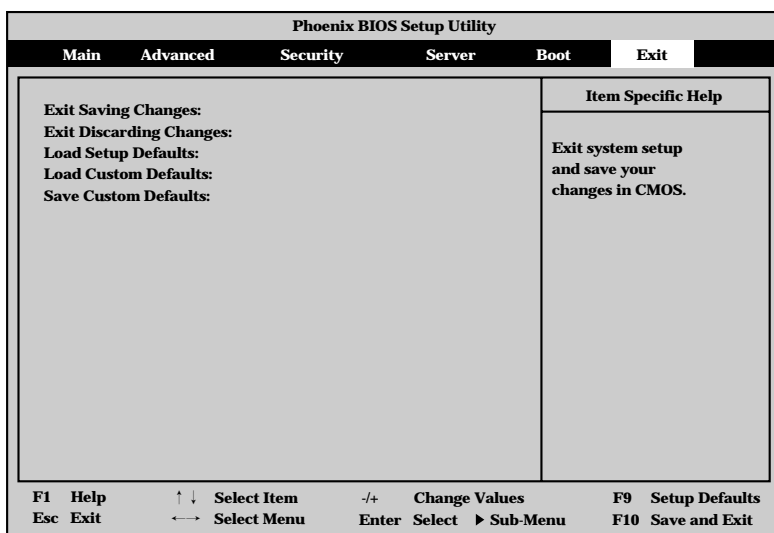 Phoenix BIOS Setup Utility
Main Advanced Security Server Boot Exit
Exit Saving Changes:
Exit Discarding Changes:
Load Setup Defaults:
Load Custom Defaults:
Save Custom Defaults:
Item Specific Help
Exit system setup
and save your
changes in CMOS.
F1 Help ↑↓ Select Item -/+ Change Values F9 Setup Defaults
Esc Exit ←→ Select Menu Enter Select ▶ Sub-Menu F10 Save and Exit